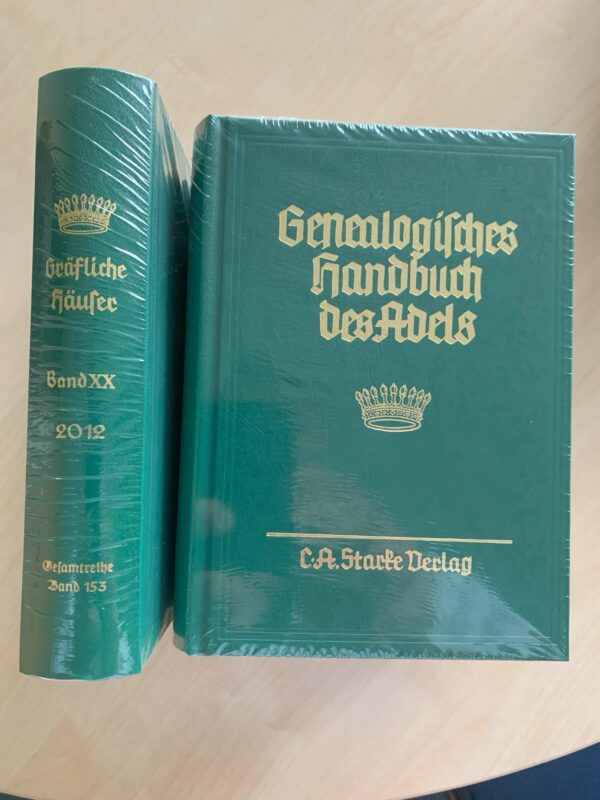 Gräfliche
Häuſer
Band XX
2012
Geſamtreihe
Band 153
Genealogiſches
Handbuch
des Adels
C.A. Starke Verlag